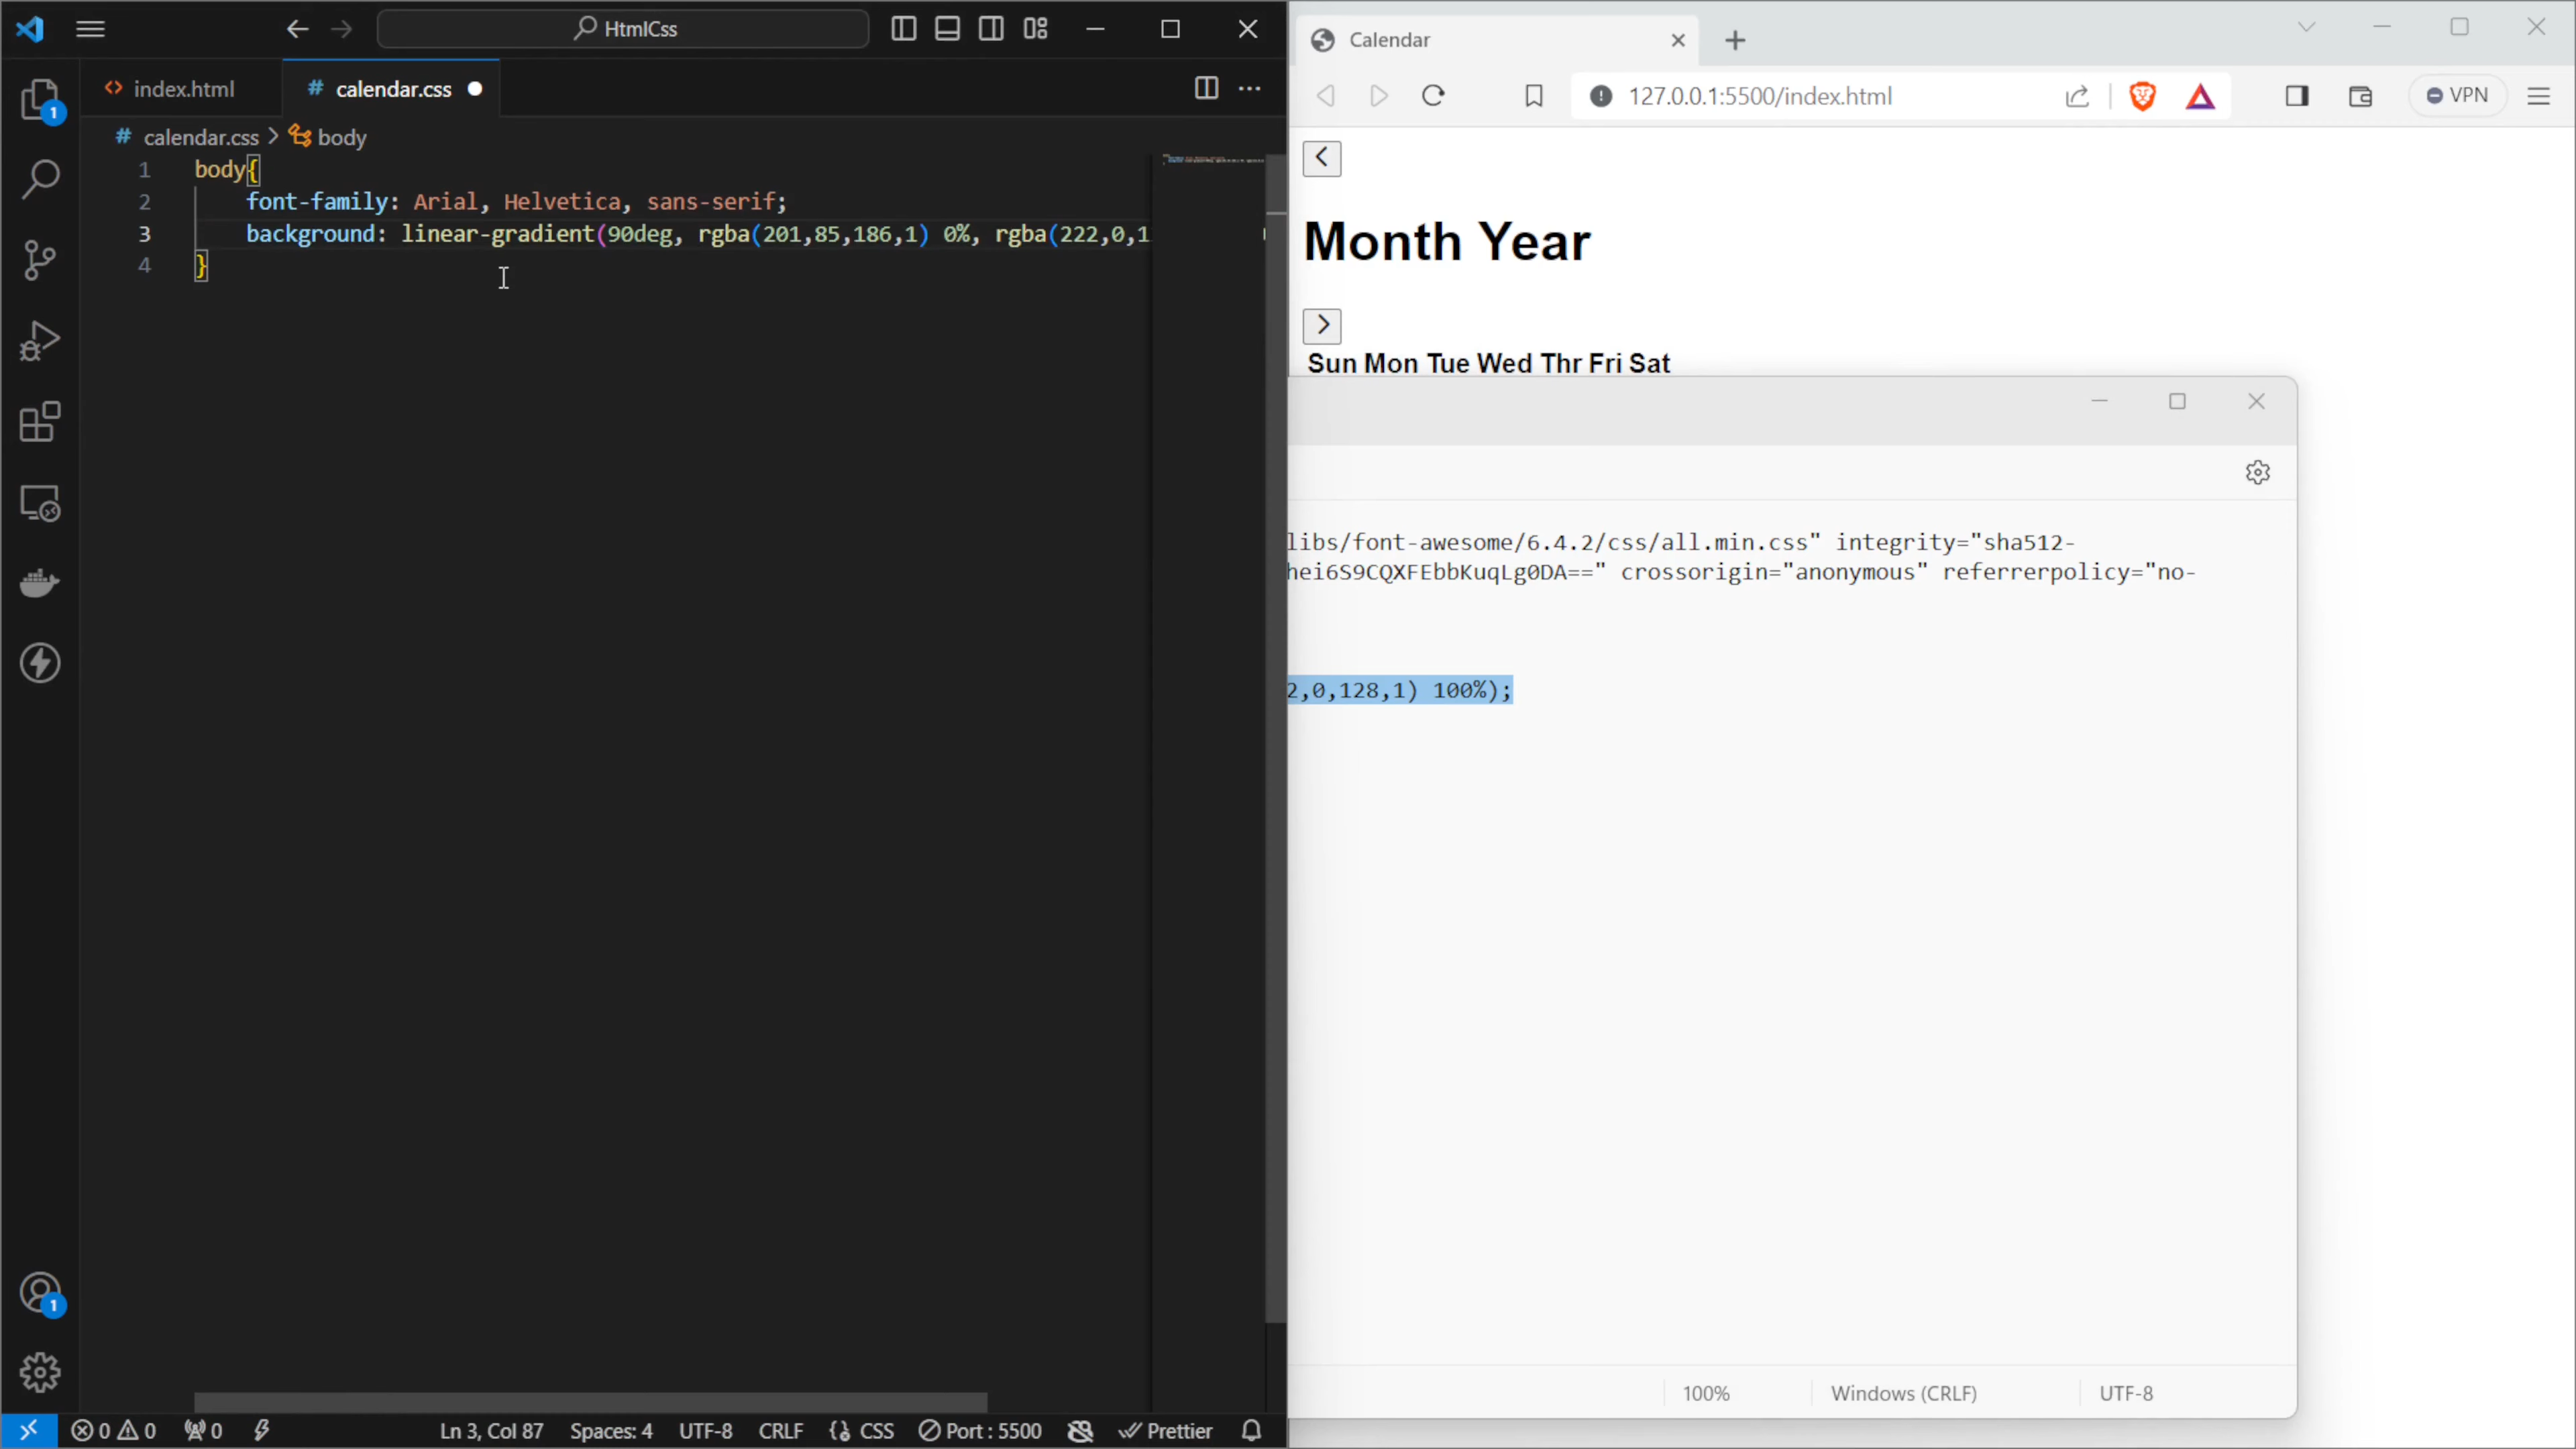 HtmlCss
index.html
# calendar.css
# calendar.css > body
1 body{
2 font-family: Arial, Helvetica, sans-serif;
3 background: linear-gradient(90deg, rgba(201,85,186,1) 0%, rgba(222,0,1
4 }
1
1
0 0 0
Ln 3, Col 87 Spaces: 4 UTF-8 CRLF CSS Port : 5500 Prettier
Calendar
127.0.0.1:5500/index.html
VPN
<
Month Year
>
Sun Mon Tue Wed Thr Fri Sat
libs/font-awesome/6.4.2/css/all.min.css" integrity="sha512-
hei6S9CQXFEbbKuqLg0DA==" crossorigin="anonymous" referrerpolicy="no-
2,0,128,1) 100%);
100% Windows (CRLF) UTF-8